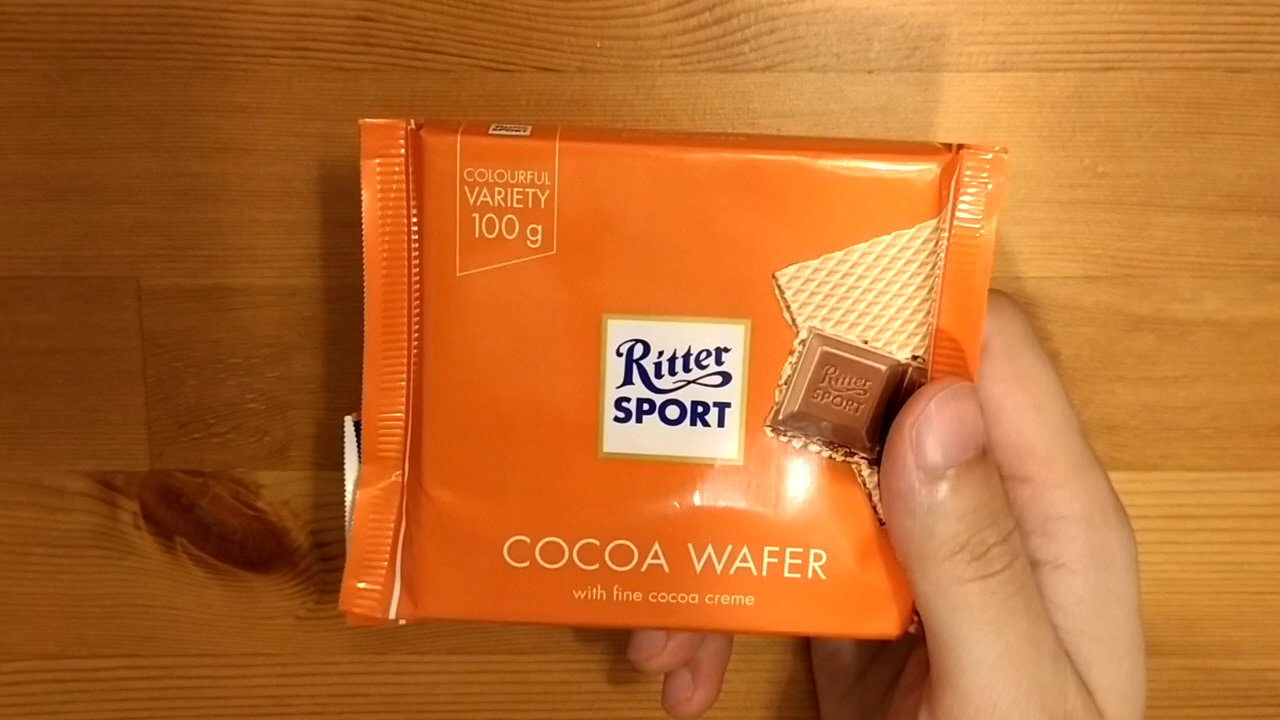 COLOURFUL
VARIETY
100 g
Ritter
SPORT
Ritter
SPORT
COCOA WAFER
with fine cocoa creme